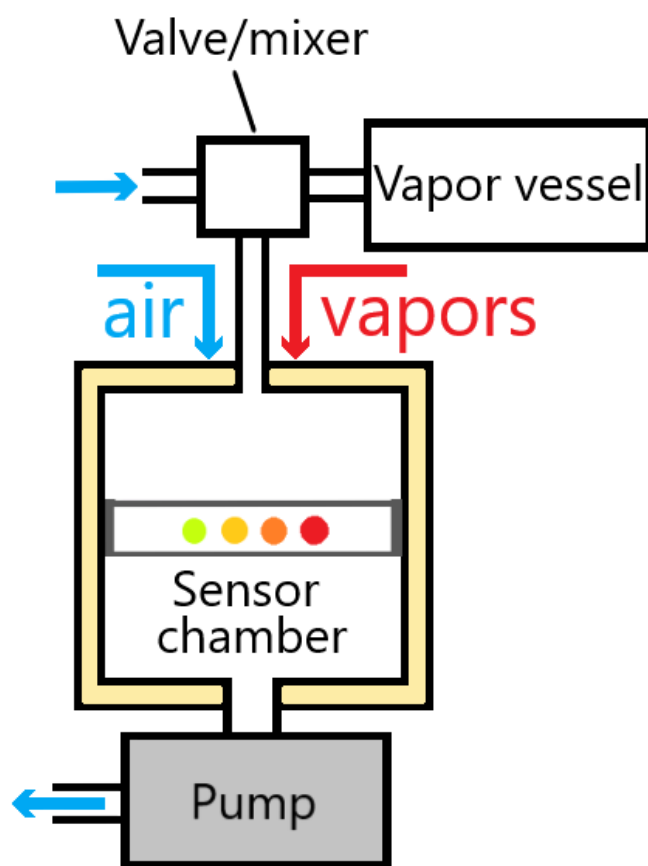 Valve/mixer
Vapor vessel
air
vapors
Sensor
chamber
Pump